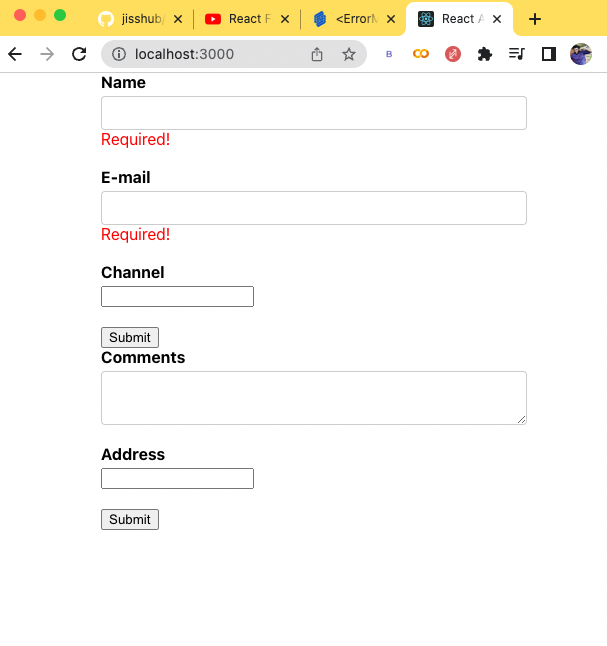 jisshub
React F
<ErrorM
React A
localhost:3000
B
Name
Required!
E-mail
Required!
Channel
Submit
Comments
Address
Submit